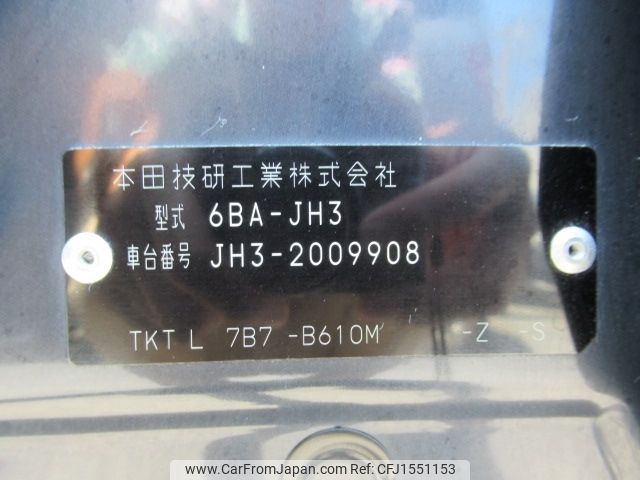 本田技研工業株式会社
型式 6BA-JH3
車台番号 JH3-2009908
TKT L 7B7 -B610M -Z -S
www.CarFromJapan.com | CFJ1551153